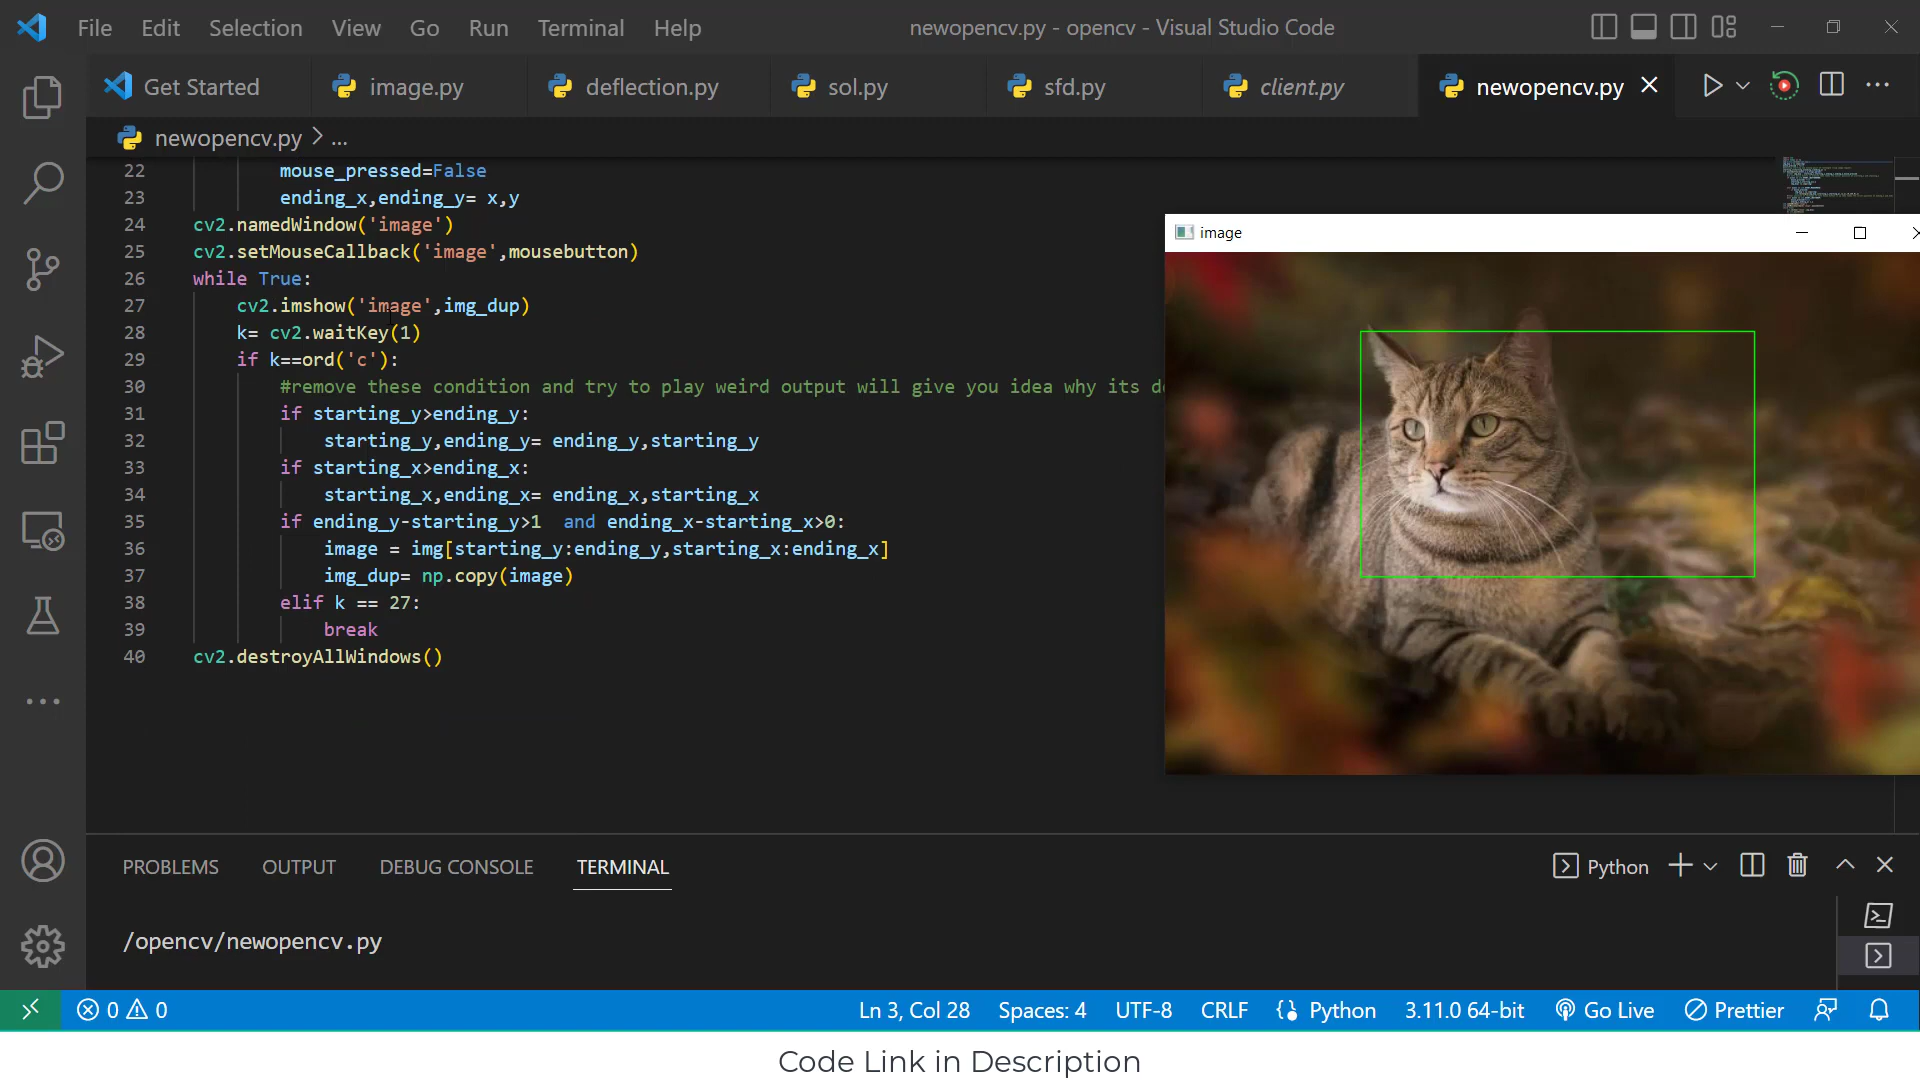 File Edit Selection View Go Run Terminal Help newopencv.py - opencv - Visual Studio Code
Get Started image.py deflection.py sol.py sfd.py client.py newopencv.py
newopencv.py > ...
22 mouse_pressed=False
23 ending_x,ending_y= x,y
24 cv2.namedWindow('image')
25 cv2.setMouseCallback('image',mousebutton)
26 while True:
27 cv2.imshow('image',img_dup)
28 k= cv2.waitKey(1)
29 if k==ord('c'):
30 #remove these condition and try to play weird output will give you idea why its
31 if starting_y>ending_y:
32 starting_y,ending_y= ending_y,starting_y
33 if starting_x>ending_x:
34 starting_x,ending_x= ending_x,starting_x
35 if ending_y-starting_y>1  and ending_x-starting_x>0:
36 image = img[starting_y:ending_y,starting_x:ending_x]
37 img_dup= np.copy(image)
38 elif k == 27:
39 break
40 cv2.destroyAllWindows()
image
PROBLEMS OUTPUT DEBUG CONSOLE TERMINAL Python
/opencv/newopencv.py
0 0 Ln 3, Col 28 Spaces: 4 UTF-8 CRLF Python 3.11.0 64-bit Go Live Prettier
Code Link in Description